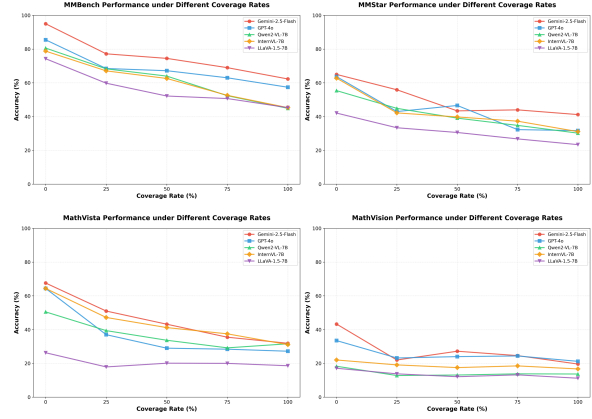 MMBench Performance under Different Coverage Rates
100
80
60
40
20
0
Accuracy (%)
0 25 50 75 100
Coverage Rate (%)
Gemini-2.5-Flash
GPT-4o
Qwen2-VL-7B
InternVL-7B
LLaVA-1.5-7B
MMStar Performance under Different Coverage Rates
100
80
60
40
20
0
Accuracy (%)
0 25 50 75 100
Coverage Rate (%)
Gemini-2.5-Flash
GPT-4o
Qwen2-VL-7B
InternVL-7B
LLaVA-1.5-7B
MathVista Performance under Different Coverage Rates
100
80
60
40
20
0
Accuracy (%)
0 25 50 75 100
Coverage Rate (%)
Gemini-2.5-Flash
GPT-4o
Qwen2-VL-7B
InternVL-7B
LLaVA-1.5-7B
MathVision Performance under Different Coverage Rates
100
80
60
40
20
0
Accuracy (%)
0 25 50 75 100
Coverage Rate (%)
Gemini-2.5-Flash
GPT-4o
Qwen2-VL-7B
InternVL-7B
LLaVA-1.5-7B